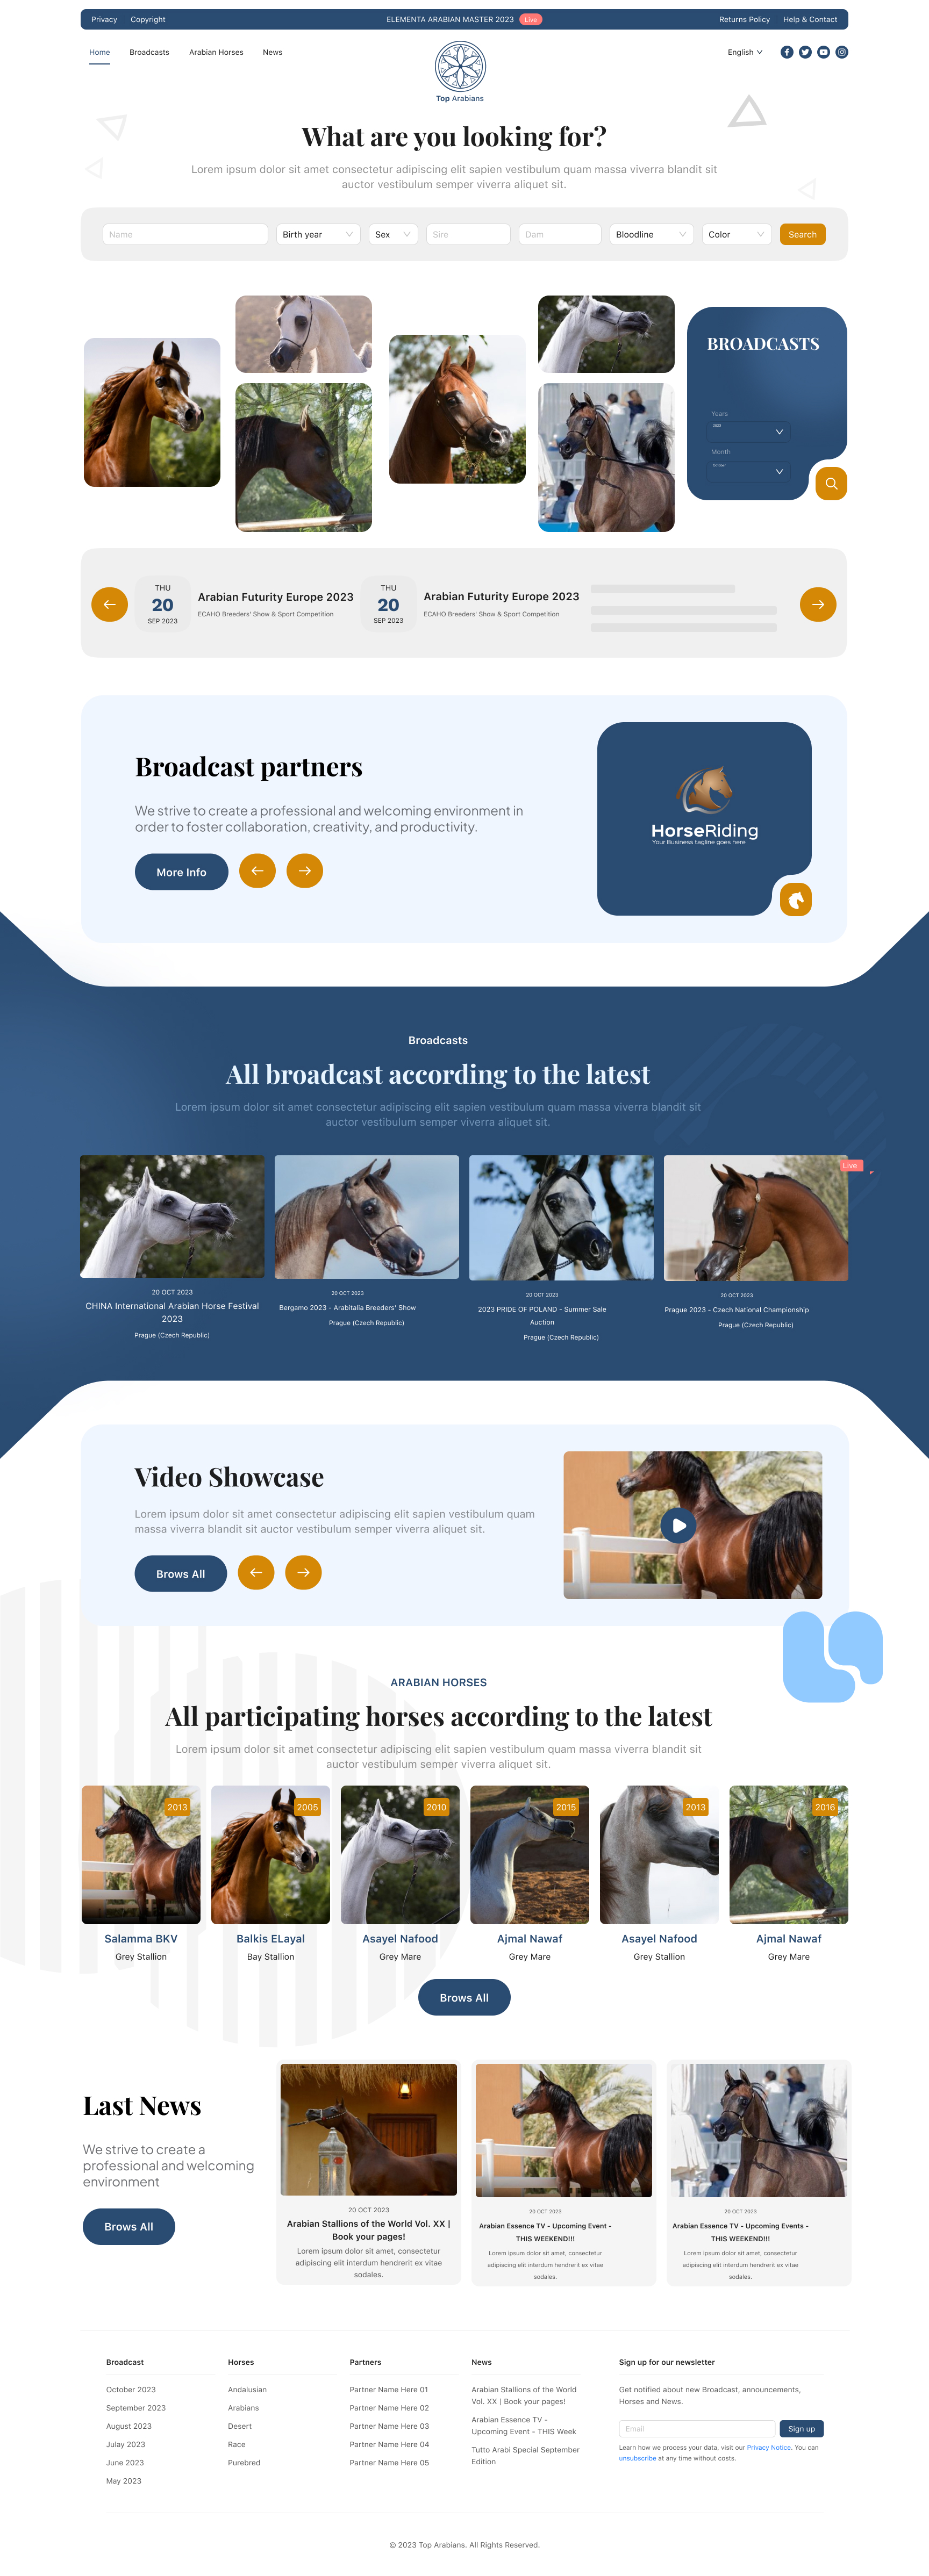 Privacy Copyright ELEMENTA ARABIAN MASTER 2023 Live Returns Policy Help & Contact
Home Broadcasts Arabian Horses News English
Top Arabians
What are you looking for?
Lorem ipsum dolor sit amet consectetur adipiscing elit sapien vestibulum quam massa viverra blandit sit
auctor vestibulum semper viverra aliquet sit.
Name Birth year Sex Sire Dam Bloodline Color Search
BROADCASTS
Years
2023
Month
October
THU
20
SEP 2023
Arabian Futurity Europe 2023
ECAHO Breeders' Show & Sport Competition
THU
20
SEP 2023
Arabian Futurity Europe 2023
ECAHO Breeders' Show & Sport Competition
Broadcast partners
We strive to create a professional and welcoming environment in
order to foster collaboration, creativity, and productivity.
More Info
HorseRiding
Your Business tagline goes here
Broadcasts
All broadcast according to the latest
Lorem ipsum dolor sit amet consectetur adipiscing elit sapien vestibulum quam massa viverra blandit sit
auctor vestibulum semper viverra aliquet sit.
Live
20 OCT 2023
CHINA International Arabian Horse Festival
2023
Prague (Czech Republic)
20 OCT 2023
Bergamo 2023 - Arabitalia Breeders' Show
Prague (Czech Republic)
20 OCT 2023
2023 PRIDE OF POLAND - Summer Sale
Auction
Prague (Czech Republic)
20 OCT 2023
Prague 2023 - Czech National Championship
Prague (Czech Republic)
Video Showcase
Lorem ipsum dolor sit amet consectetur adipiscing elit sapien vestibulum quam
massa viverra blandit sit auctor vestibulum semper viverra aliquet sit.
Brows All
ARABIAN HORSES
All participating horses according to the latest
Lorem ipsum dolor sit amet consectetur adipiscing elit sapien vestibulum quam massa viverra blandit sit
auctor vestibulum semper viverra aliquet sit.
2013 2005 2010 2015 2013 2016
Salamma BKV Balkis ELayal Asayel Nafood Ajmal Nawaf Asayel Nafood Ajmal Nawaf
Grey Stallion Bay Stallion Grey Mare Grey Mare Grey Stallion Grey Mare
Brows All
Last News
We strive to create a
professional and welcoming
environment
Brows All
20 OCT 2023
Arabian Stallions of the World Vol. XX |
Book your pages!
Lorem ipsum dolor sit amet, consectetur
adipiscing elit interdum hendrerit ex vitae
sodales.
20 OCT 2023
Arabian Essence TV - Upcoming Event -
THIS WEEKEND!!!
Lorem ipsum dolor sit amet, consectetur
adipiscing elit interdum hendrerit ex vitae
sodales.
20 OCT 2023
Arabian Essence TV - Upcoming Events -
THIS WEEKEND!!!
Lorem ipsum dolor sit amet, consectetur
adipiscing elit interdum hendrerit ex vitae
sodales.
Broadcast
October 2023
September 2023
August 2023
Julay 2023
June 2023
May 2023
Horses
Andalusian
Arabians
Desert
Race
Purebred
Partners
Partner Name Here 01
Partner Name Here 02
Partner Name Here 03
Partner Name Here 04
Partner Name Here 05
News
Arabian Stallions of the World
Vol. XX | Book your pages!
Arabian Essence TV -
Upcoming Event - THIS Week
Tutto Arabi Special September
Edition
Sign up for our newsletter
Get notified about new Broadcast, announcements,
Horses and News.
Email Sign up
Learn how we process your data, visit our Privacy Notice. You can
unsubscribe at any time without costs.
© 2023 Top Arabians. All Rights Reserved.